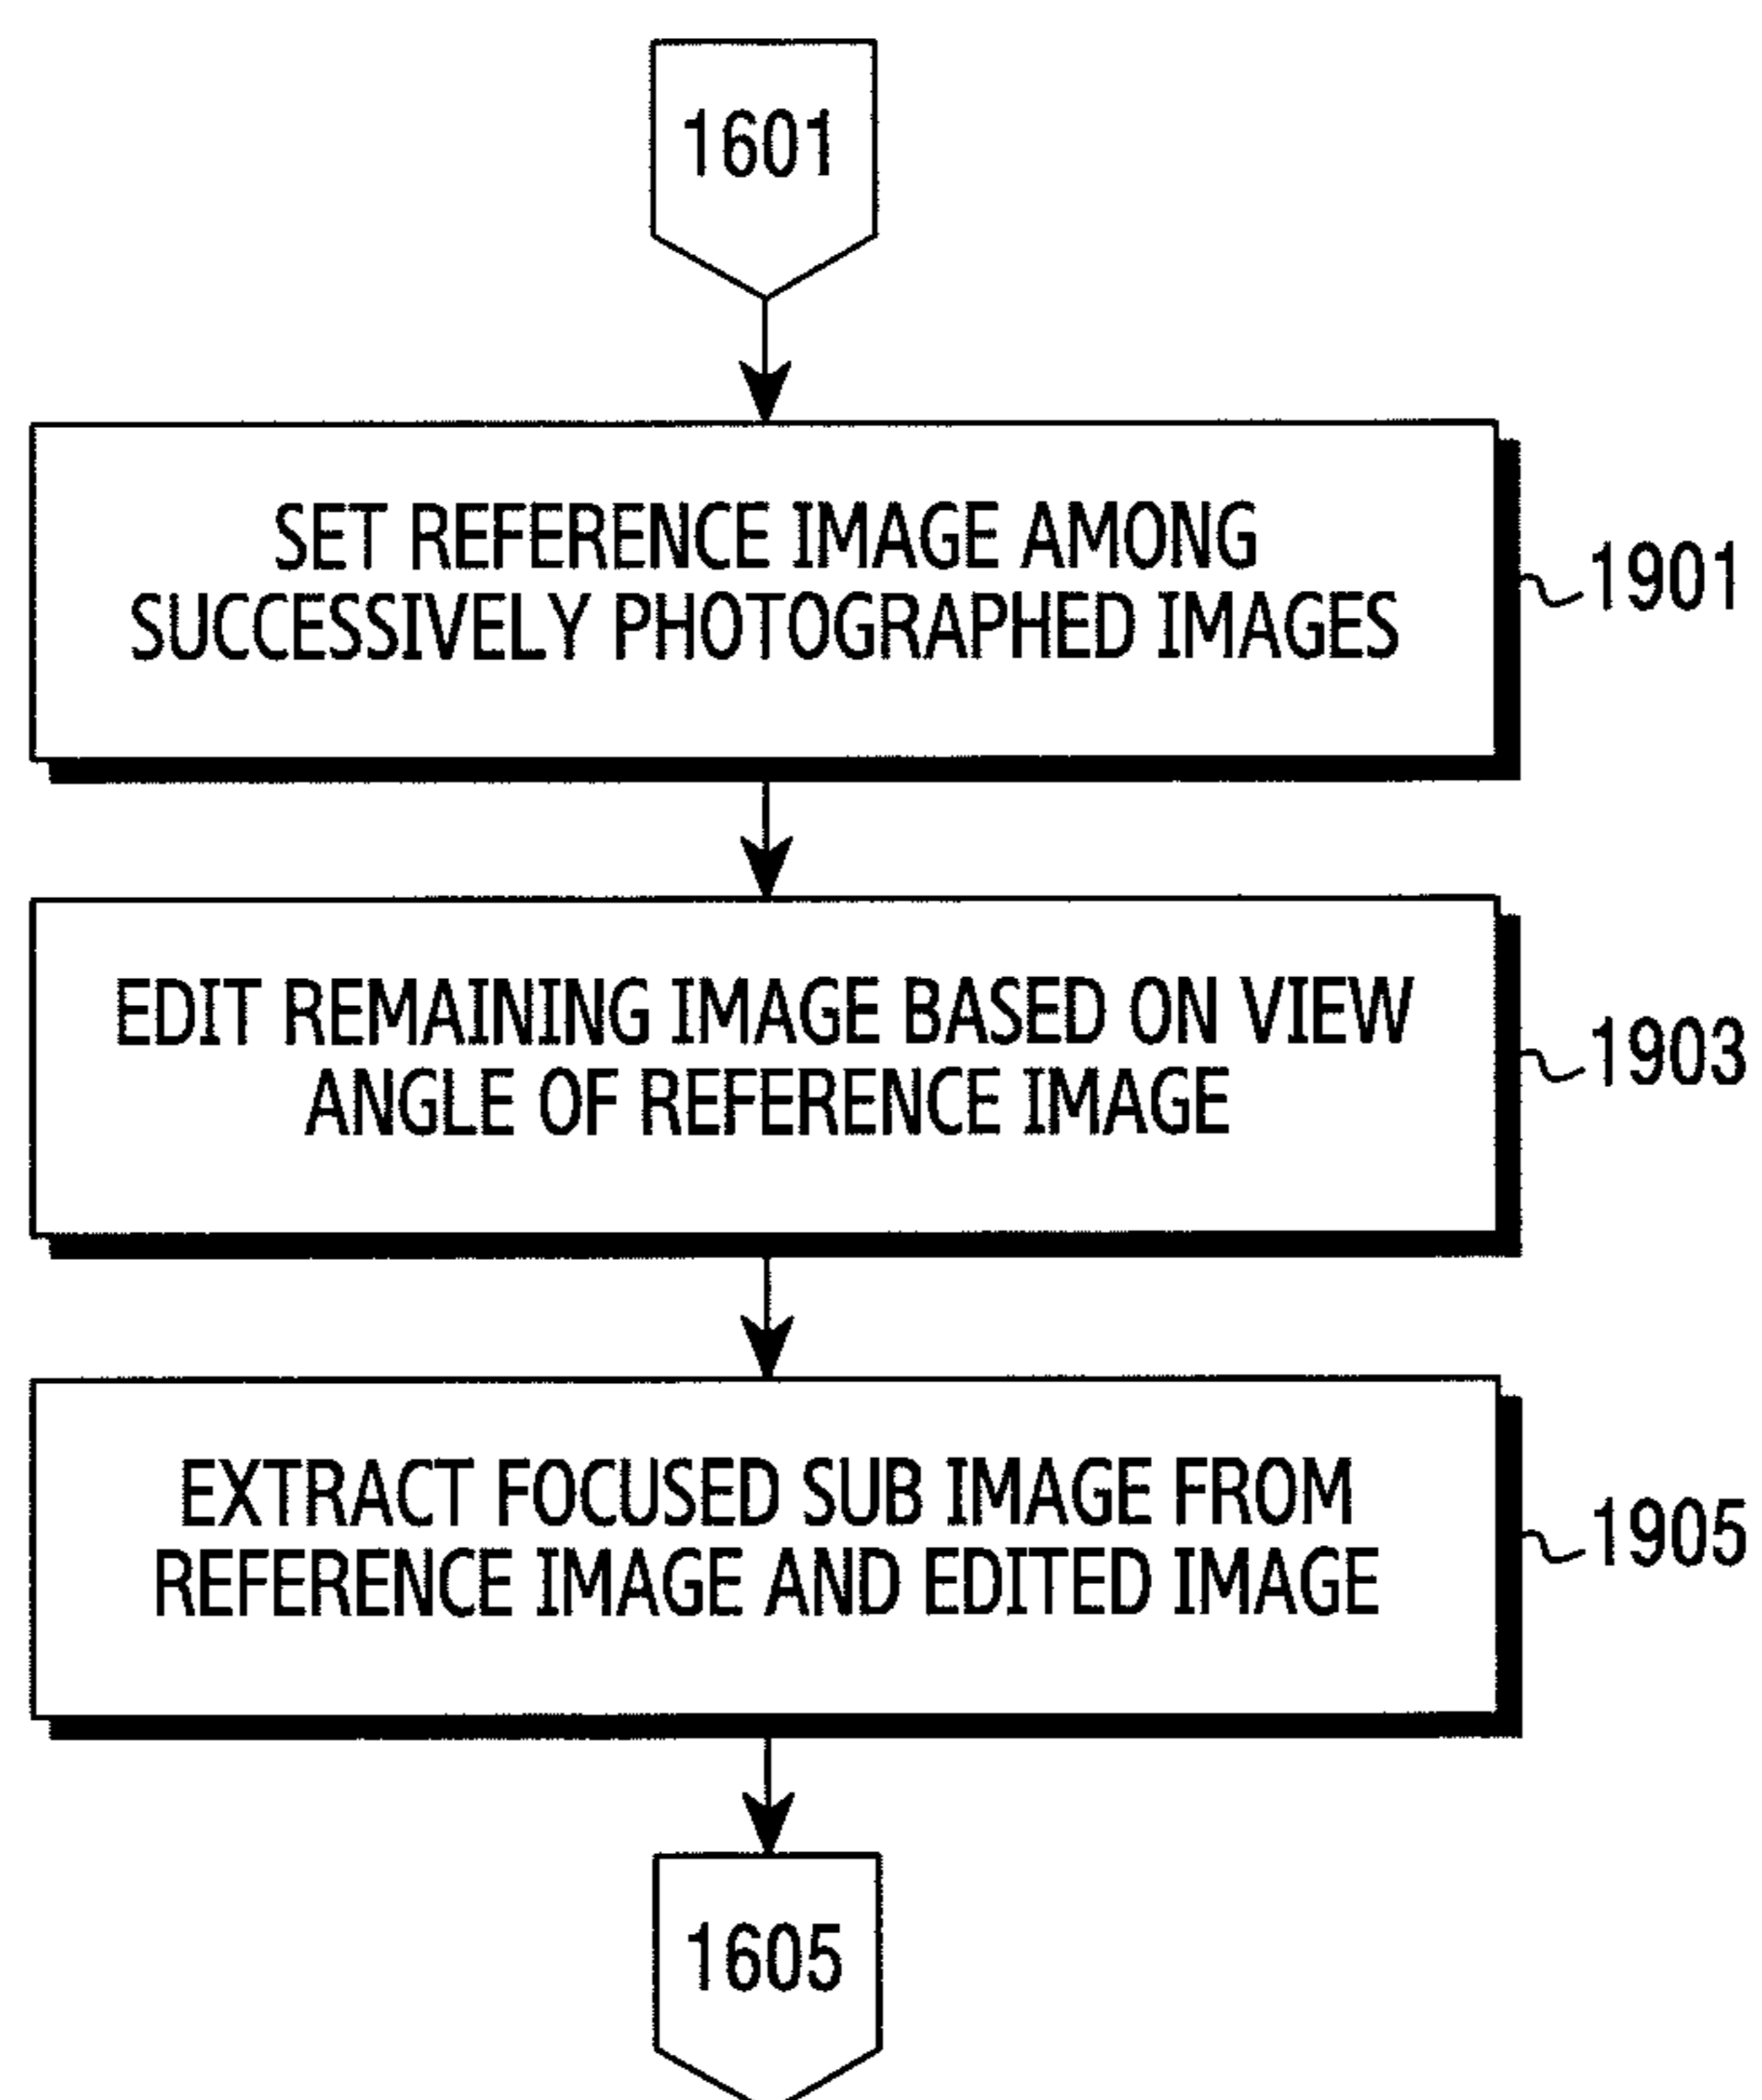 1601
SET REFERENCE IMAGE AMONG
SUCCESSIVELY PHOTOGRAPHED IMAGES
1901
EDIT REMAINING IMAGE BASED ON VIEW
ANGLE OF REFERENCE IMAGE
1903
EXTRACT FOCUSED SUB IMAGE FROM
REFERENCE IMAGE AND EDITED IMAGE
1905
1605